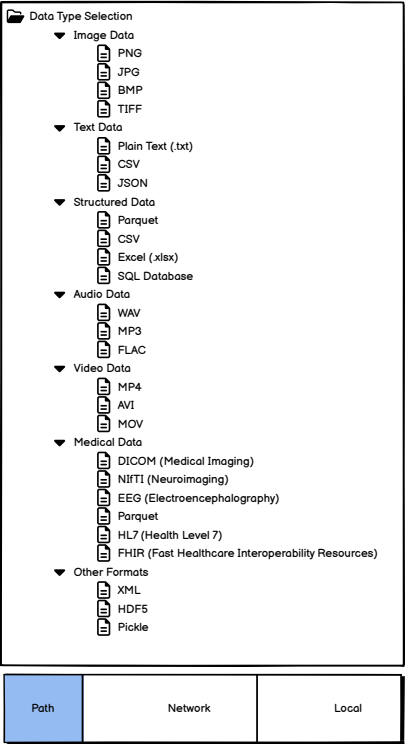 Data Type Selection
Image Data
PNG
JPG
BMP
TIFF
Text Data
Plain Text (.txt)
CSV
JSON
Structured Data
Parquet
CSV
Excel (.xlsx)
SQL Database
Audio Data
WAV
MP3
FLAC
Video Data
MP4
AVI
MOV
Medical Data
DICOM (Medical Imaging)
NIfTI (Neuroimaging)
EEG (Electroencephalography)
Parquet
HL7 (Health Level 7)
FHIR (Fast Healthcare Interoperability Resources)
Other Formats
XML
HDF5
Pickle
Path Network Local